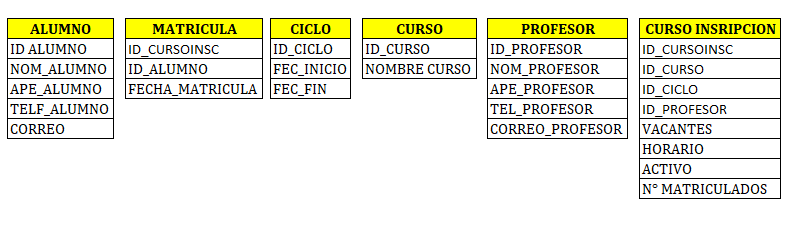 ALUMNO
ID ALUMNO
NOM_ALUMNO
APE_ALUMNO
TELF_ALUMNO
CORREO
MATRICULA
ID_CURSOINSC
ID_ALUMNO
FECHA_MATRICULA
CICLO
ID_CICLO
FEC_INICIO
FEC_FIN
CURSO
ID_CURSO
NOMBRE CURSO
PROFESOR
ID_PROFESOR
NOM_PROFESOR
APE_PROFESOR
TEL_PROFESOR
CORREO_PROFESOR
CURSO INSRIPCION
ID_CURSOINSC
ID_CURSO
ID_CICLO
ID_PROFESOR
VACANTES
HORARIO
ACTIVO
N° MATRICULADOS